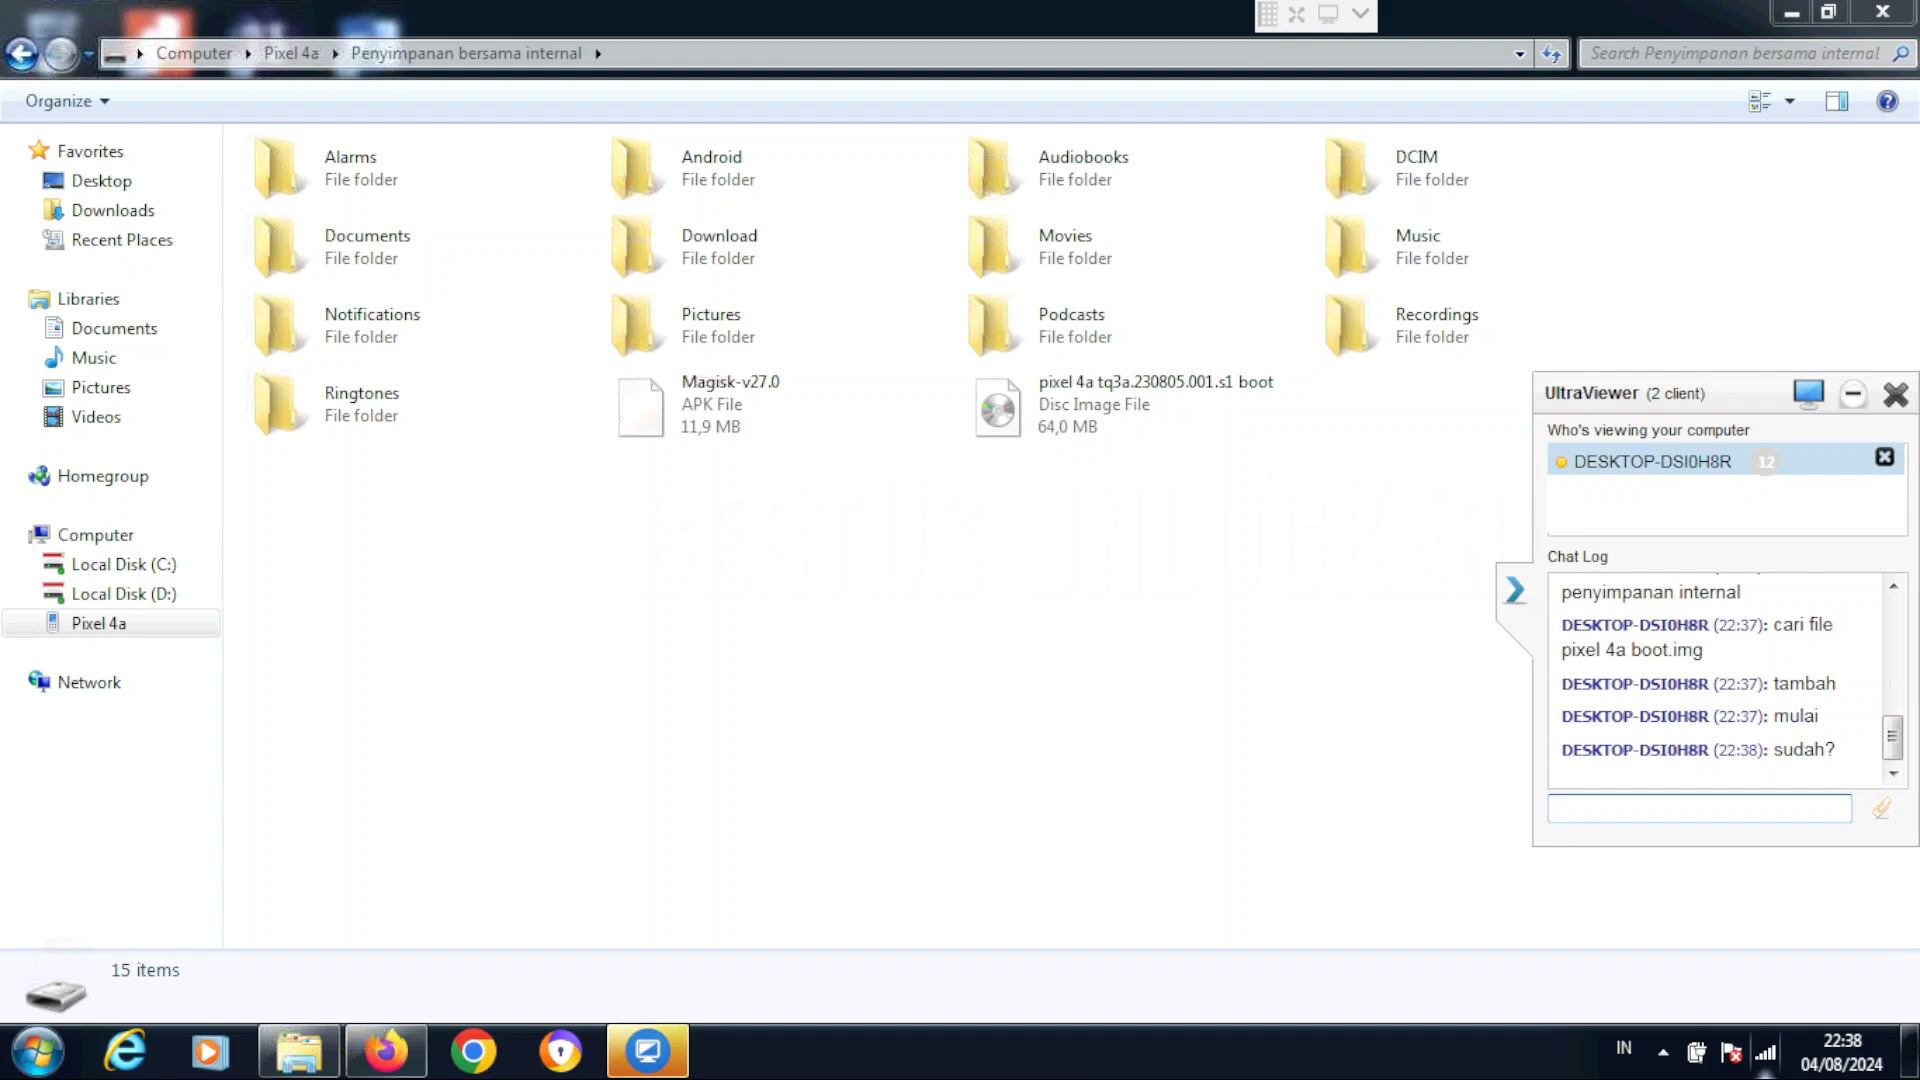 Computer
Pixel 4a
Penyimpanan bersama internal
Search Penyimpanan bersama internal
Organize
Favorites
Desktop
Downloads
Recent Places
Libraries
Documents
Music
Pictures
Videos
Homegroup
Computer
Local Disk (C:)
Local Disk (D:)
Pixel 4a
Network
Alarms
File folder
Android
File folder
Audiobooks
File folder
DCIM
File folder
Documents
File folder
Download
File folder
Movies
File folder
Music
File folder
Notifications
File folder
Pictures
File folder
Podcasts
File folder
Recordings
File folder
Ringtones
File folder
Magisk-v27.0
APK File
11,9 MB
pixel 4a tq3a.230805.001.s1 boot
Disc Image File
64,0 MB
BERTUS UNLOCKER
UltraViewer (2 client)
Who's viewing your computer
DESKTOP-DSI0H8R 12
Chat Log
penyimpanan internal
DESKTOP-DSI0H8R (22:37): cari file
pixel 4a boot.img
DESKTOP-DSI0H8R (22:37): tambah
DESKTOP-DSI0H8R (22:37): mulai
DESKTOP-DSI0H8R (22:38): sudah?
15 items
IN
22:38
04/08/2024